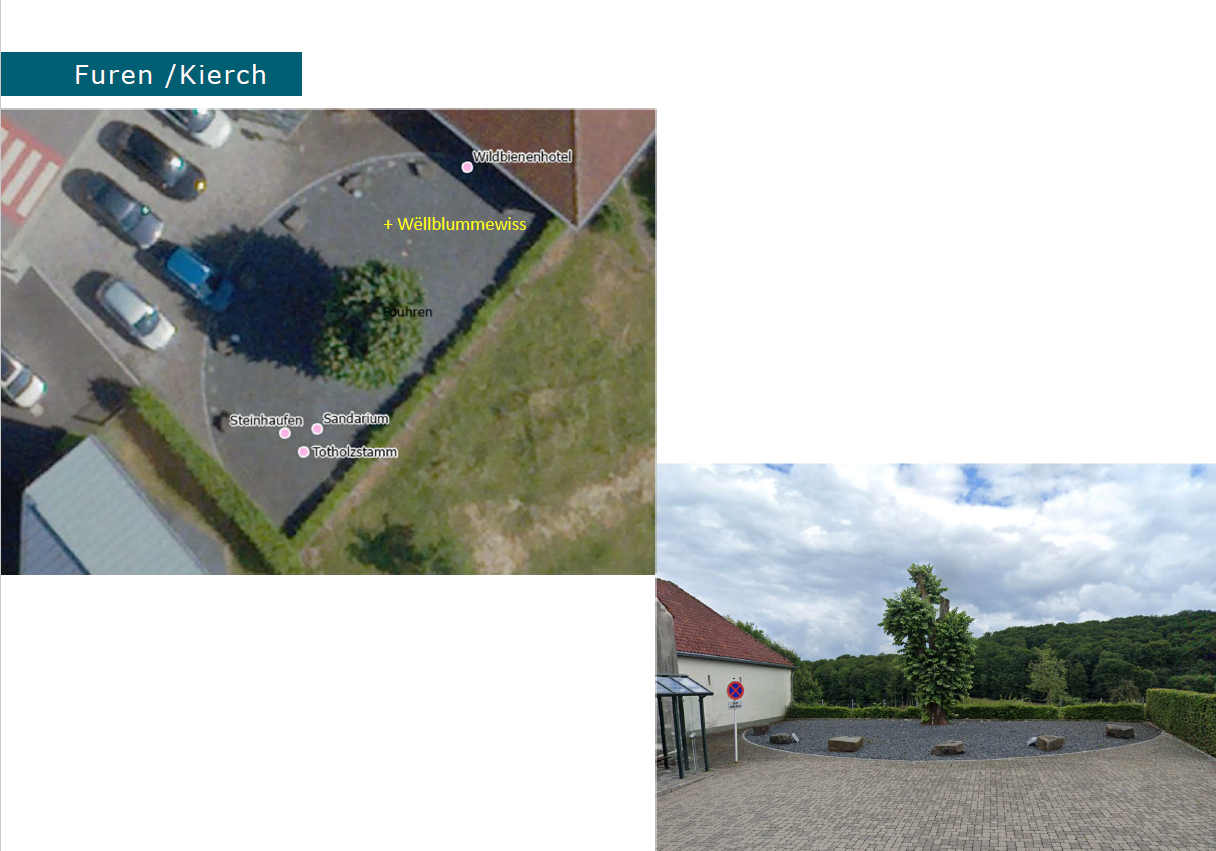 Furen /Kierch
Wildbienenhotel
+ Wëllblummewiss
Fouhren
Steinhaufen
Sandarium
Totholzstamm